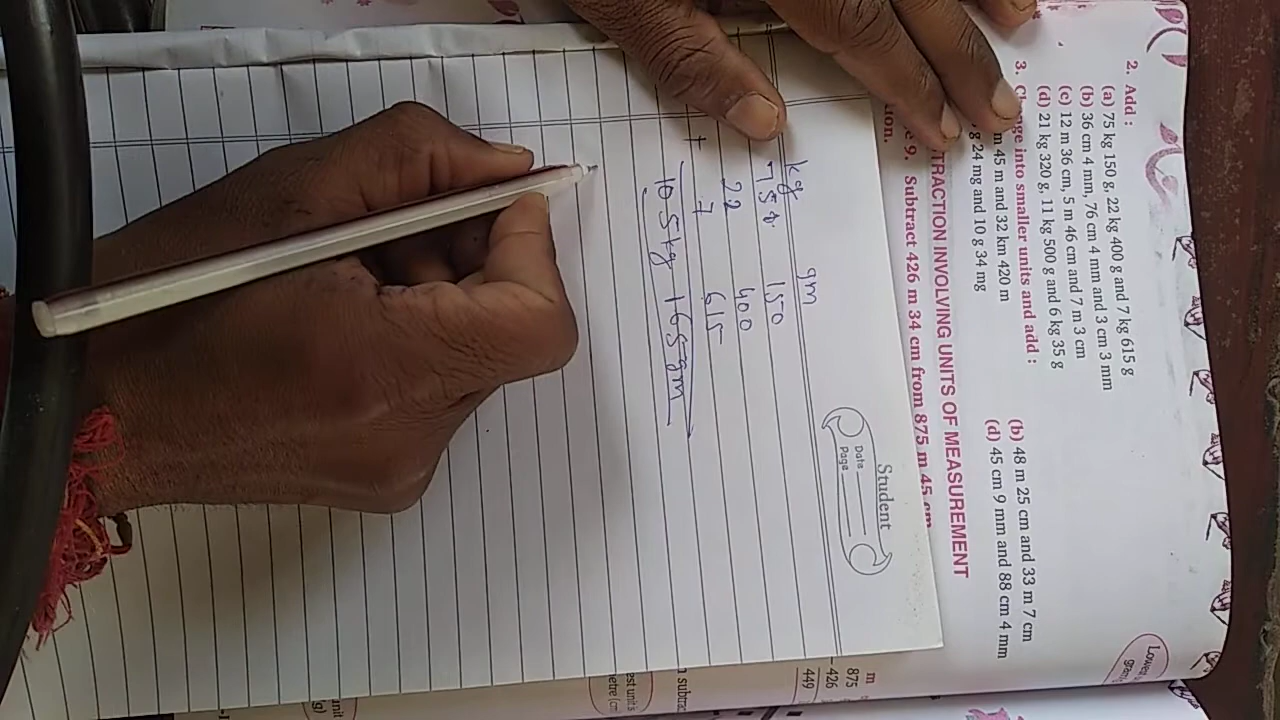 2. Add :
(a) 75 kg 150 g, 22 kg 400 g and 7 kg 615 g
(b) 36 cm 4 mm, 76 cm 4 mm and 3 cm 3 mm
(c) 12 m 36 cm, 5 m 46 cm and 7 m 3 cm
(d) 21 kg 320 g, 11 kg 500 g and 6 kg 35 g
3. Change into smaller units and add :
m 45 m and 32 km 420 m
(b) 48 m 25 cm and 33 m 7 cm
g 24 mg and 10 g 34 mg
(d) 45 cm 9 mm and 88 cm 4 mm
TRACTION INVOLVING UNITS OF MEASUREMENT
e 9. Subtract 426 m 34 cm from 875 m 45 cm
ion.
Student
Date
Page
kg gm
75 150
22 400
+ 7 615
105kg 165gm
m
875
- 426
449